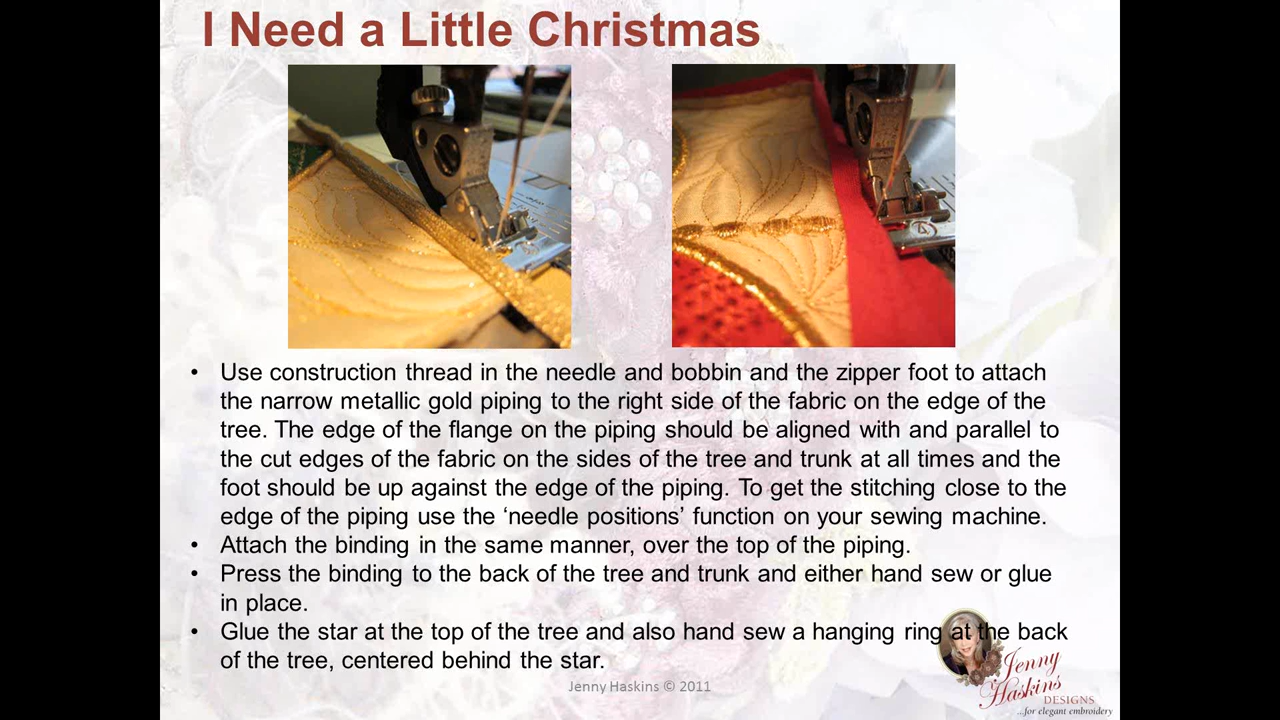 I Need a Little Christmas
• Use construction thread in the needle and bobbin and the zipper foot to attach
the narrow metallic gold piping to the right side of the fabric on the edge of the
tree. The edge of the flange on the piping should be aligned with and parallel to
the cut edges of the fabric on the sides of the tree and trunk at all times and the
foot should be up against the edge of the piping. To get the stitching close to the
edge of the piping use the ‘needle positions’ function on your sewing machine.
• Attach the binding in the same manner, over the top of the piping.
• Press the binding to the back of the tree and trunk and either hand sew or glue
in place.
• Glue the star at the top of the tree and also hand sew a hanging ring at the back
of the tree, centered behind the star.
Jenny Haskins © 2011
Jenny
Haskins
DESIGNS
...for elegant embroidery